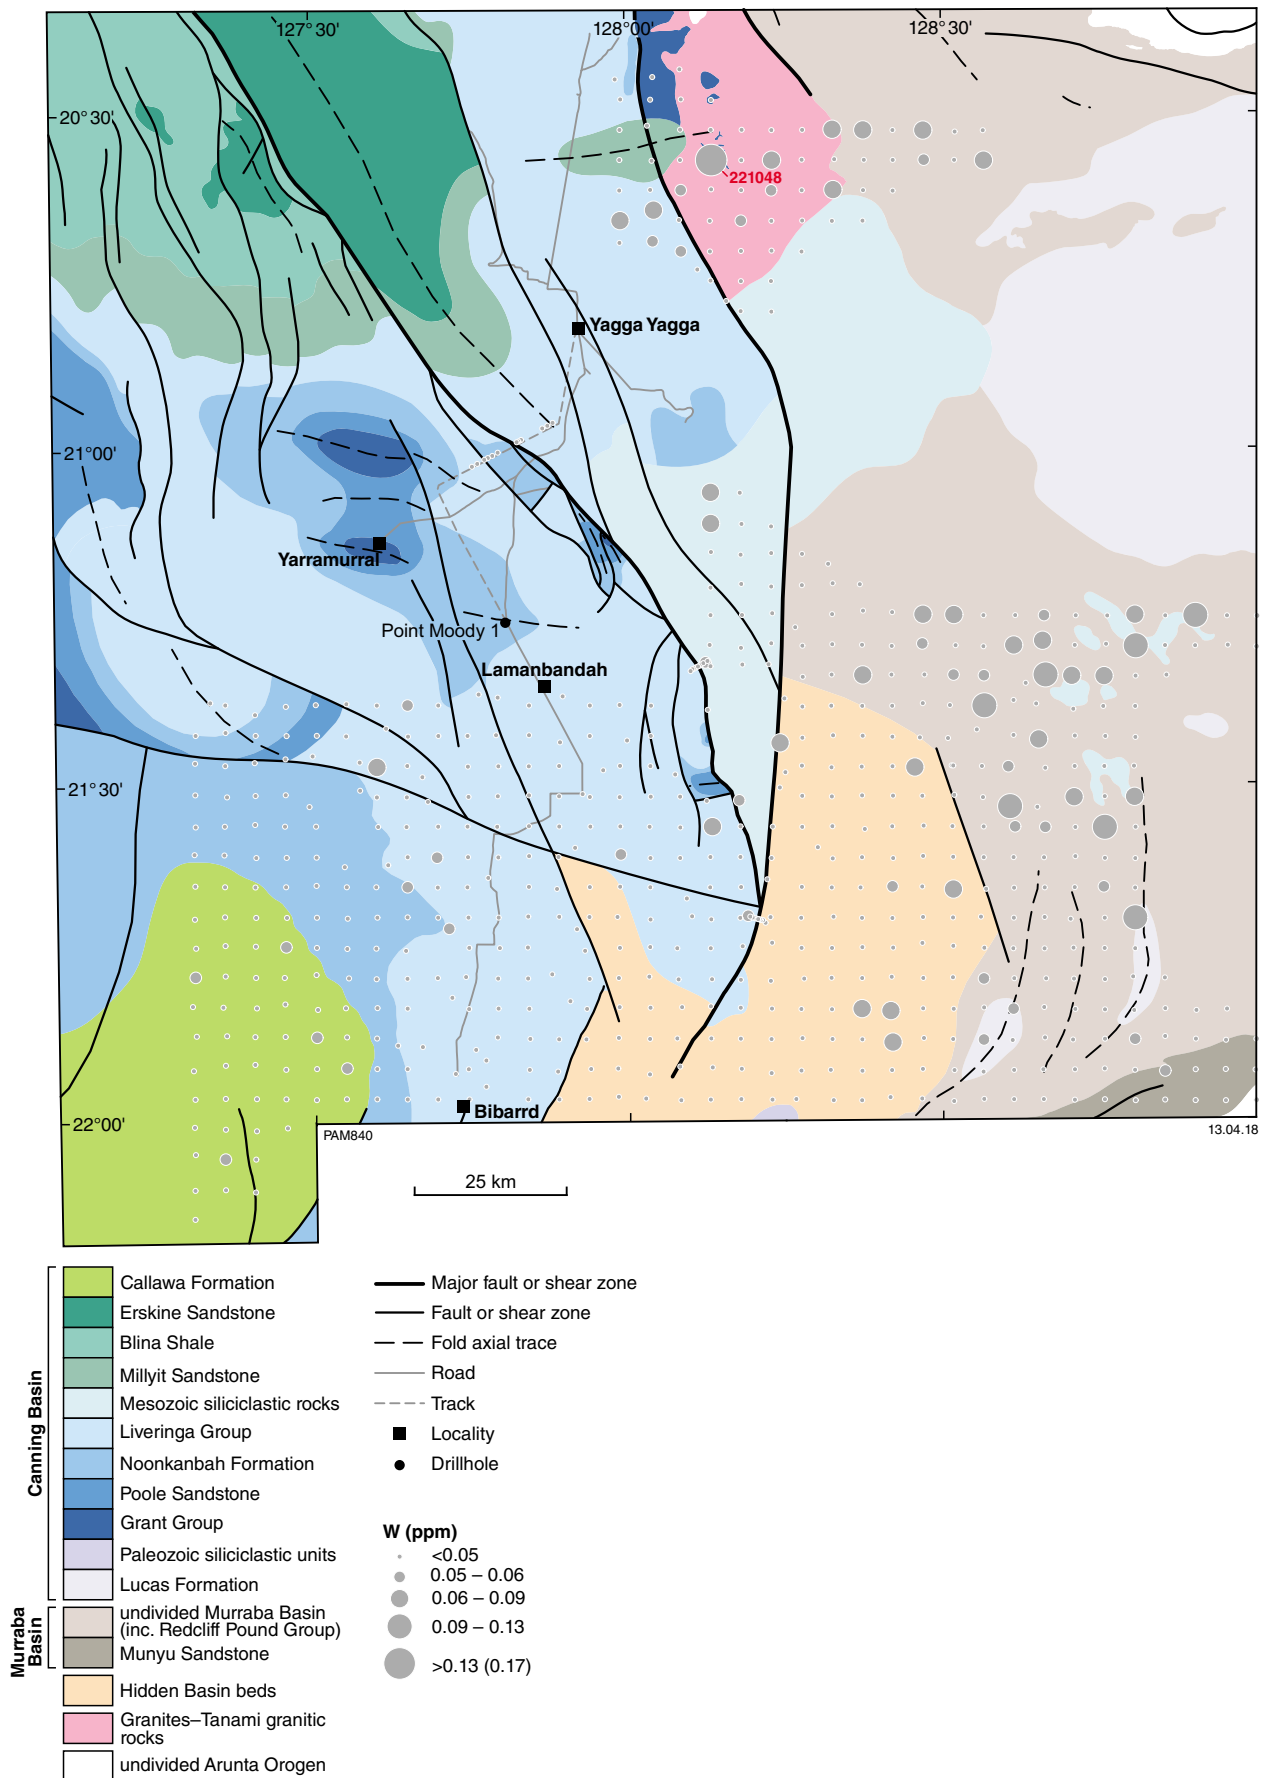 127°30'
128°00'
128°30'
20°30'
221048
Yagga Yagga
21°00'
Yarramurral
Point Moody 1
Lamanbandah
21°30'
Bibarrd
22°00'
PAM840
13.04.18
25 km
Canning Basin
Callawa Formation
Erskine Sandstone
Blina Shale
Millyit Sandstone
Mesozoic siliciclastic rocks
Liveringa Group
Noonkanbah Formation
Poole Sandstone
Grant Group
Paleozoic siliciclastic units
Lucas Formation
Murraba
Basin
undivided Murraba Basin
(inc. Redcliff Pound Group)
Munyu Sandstone
Hidden Basin beds
Granites–Tanami granitic
rocks
undivided Arunta Orogen
Major fault or shear zone
Fault or shear zone
Fold axial trace
Road
Track
Locality
Drillhole
W (ppm)
<0.05
0.05 – 0.06
0.06 – 0.09
0.09 – 0.13
>0.13 (0.17)